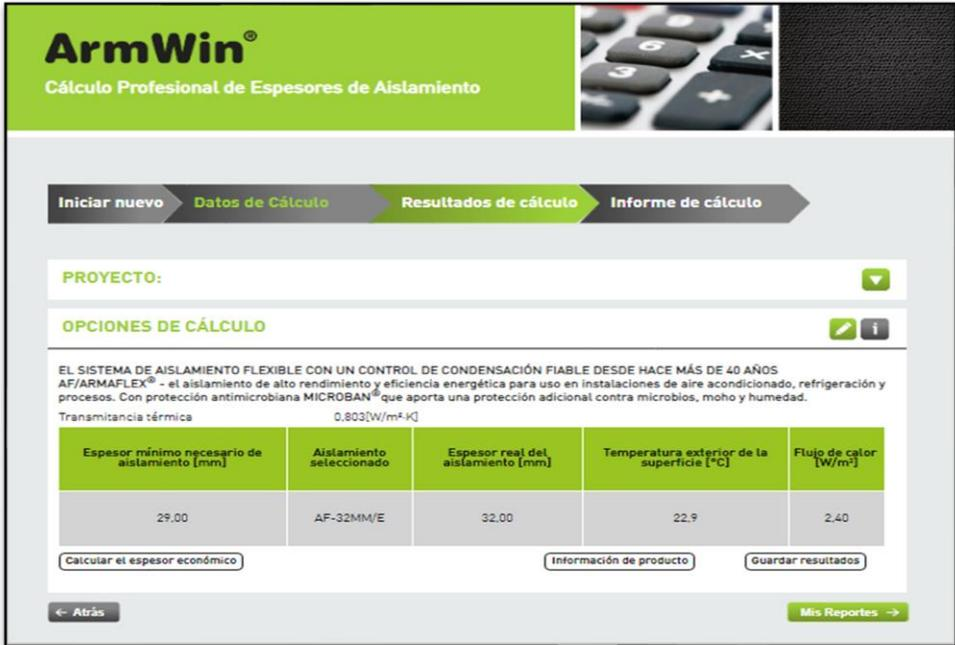 ArmWin®
Cálculo Profesional de Espesores de Aislamiento
6
3
×
+
Iniciar nuevo
Datos de Cálculo
Resultados de cálculo
Informe de cálculo
PROYECTO:
OPCIONES DE CÁLCULO
i
EL SISTEMA DE AISLAMIENTO FLEXIBLE CON UN CONTROL DE CONDENSACIÓN FIABLE DESDE HACE MÁS DE 40 AÑOS
AF/ARMAFLEX® - el aislamiento de alto rendimiento y eficiencia energética para uso en instalaciones de aire acondicionado, refrigeración y
procesos. Con protección antimicrobiana MICROBAN® que aporta una protección adicional contra microbios, moho y humedad.
Transmitancia térmica 0,803[W/m²·K]
Espesor mínimo necesario de
aislamiento [mm]
Aislamiento
seleccionado
Espesor real del
aislamiento [mm]
Temperatura exterior de la
superficie [°C]
Flujo de calor
[W/m²]
29,00 AF-32MM/E 32,00 22,9 2,40
Calcular el espesor económico
Información de producto
Guardar resultados
← Atrás
Mis Reportes →